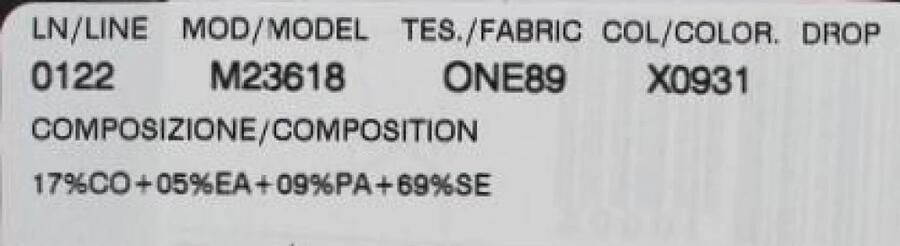 LN/LINE MOD/MODEL TES./FABRIC COL/COLOR. DROP
0122 M23618 ONE89 X0931
COMPOSIZIONE/COMPOSITION
17%CO+05%EA+09%PA+69%SE